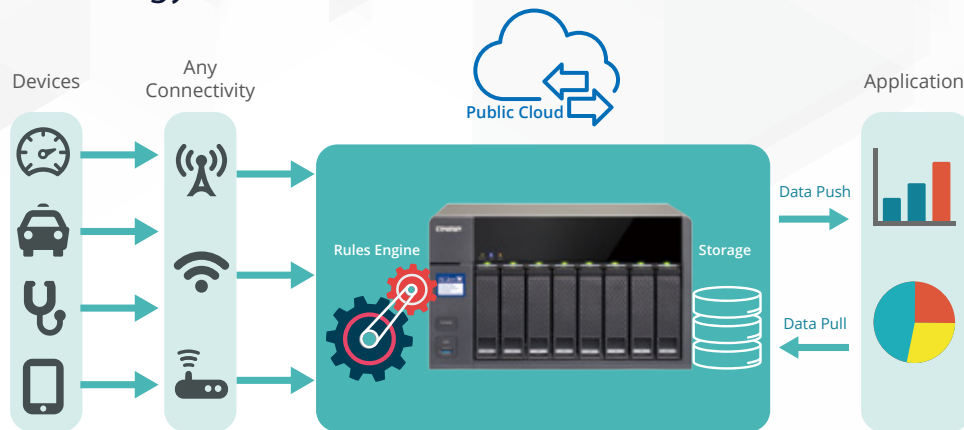 Devices
Any
Connectivity
Public Cloud
Application
Rules Engine
Storage
Data Push
Data Pull